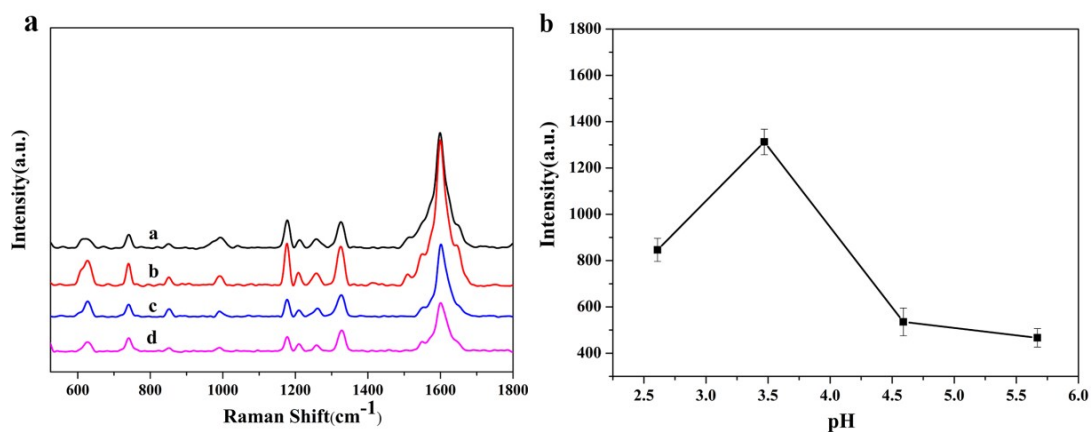 a
Intensity(a.u.)
a
b
c
d
600 800 1000 1200 1400 1600 1800
Raman Shift(cm⁻¹)
b
Intensity(a.u.)
1800
1600
1400
1200
1000
800
600
400
2.5 3.0 3.5 4.0 4.5 5.0 5.5 6.0
pH